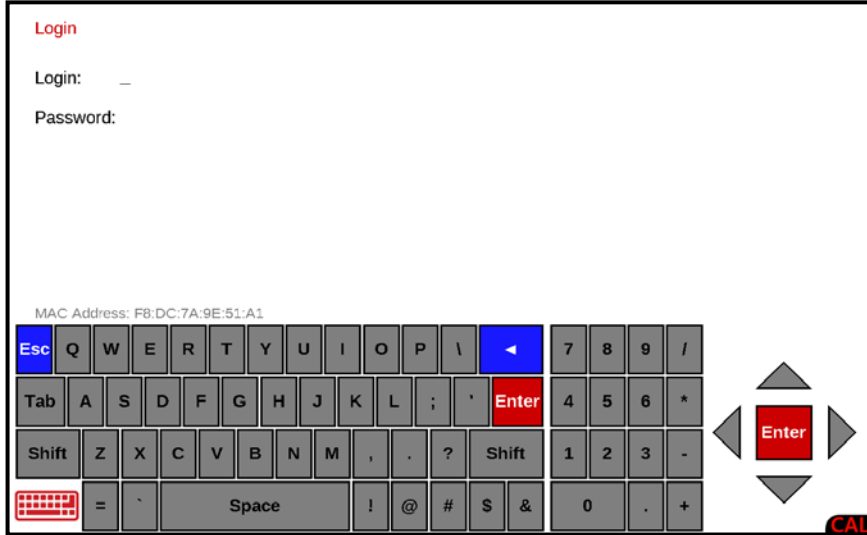 Login
Login: _
Password:
MAC Address: F8:DC:7A:9E:51:A1
Esc Q W E R T Y U I O P \ ◄ 7 8 9 /
Tab A S D F G H J K L ; ' Enter 4 5 6 *
Enter
Shift Z X C V B N M , . ? Shift 1 2 3 -
= ` Space ! @ # $ & 0 . +
CAL